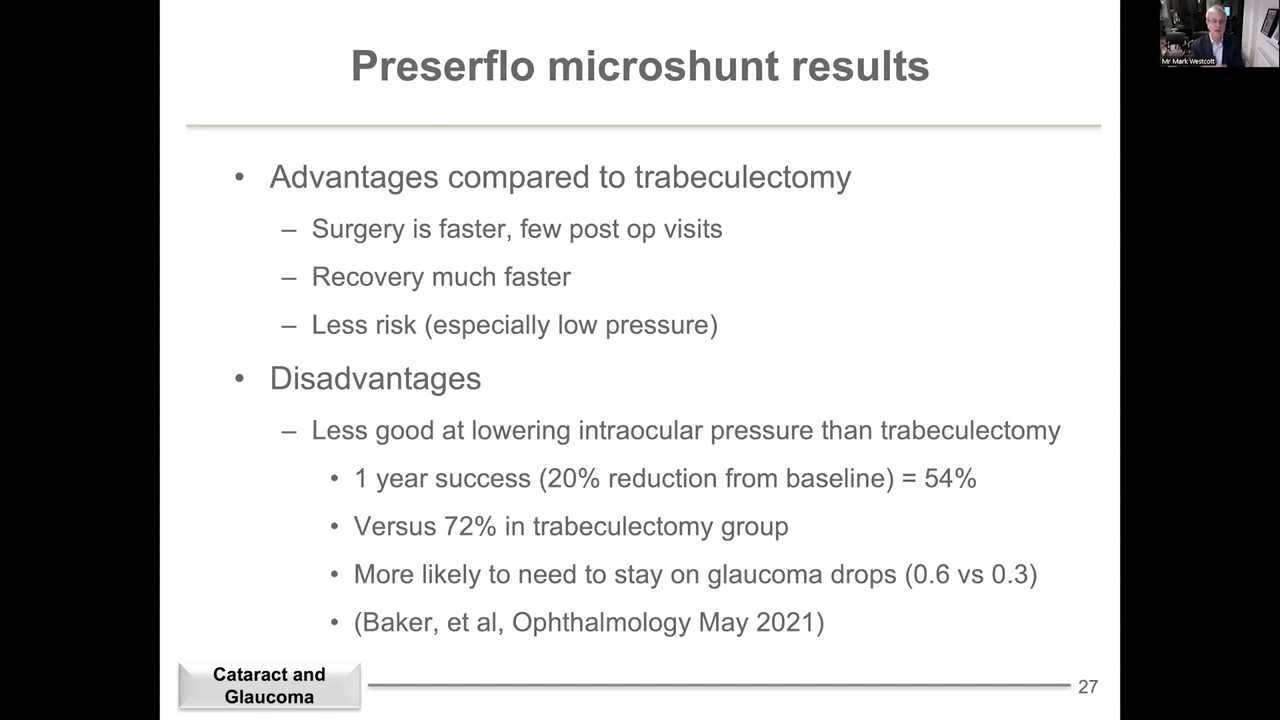 Preserflo microshunt results
Mr Mark Westcott
• Advantages compared to trabeculectomy
– Surgery is faster, few post op visits
– Recovery much faster
– Less risk (especially low pressure)
• Disadvantages
– Less good at lowering intraocular pressure than trabeculectomy
• 1 year success (20% reduction from baseline) = 54%
• Versus 72% in trabeculectomy group
• More likely to need to stay on glaucoma drops (0.6 vs 0.3)
• (Baker, et al, Ophthalmology May 2021)
Cataract and
Glaucoma
27